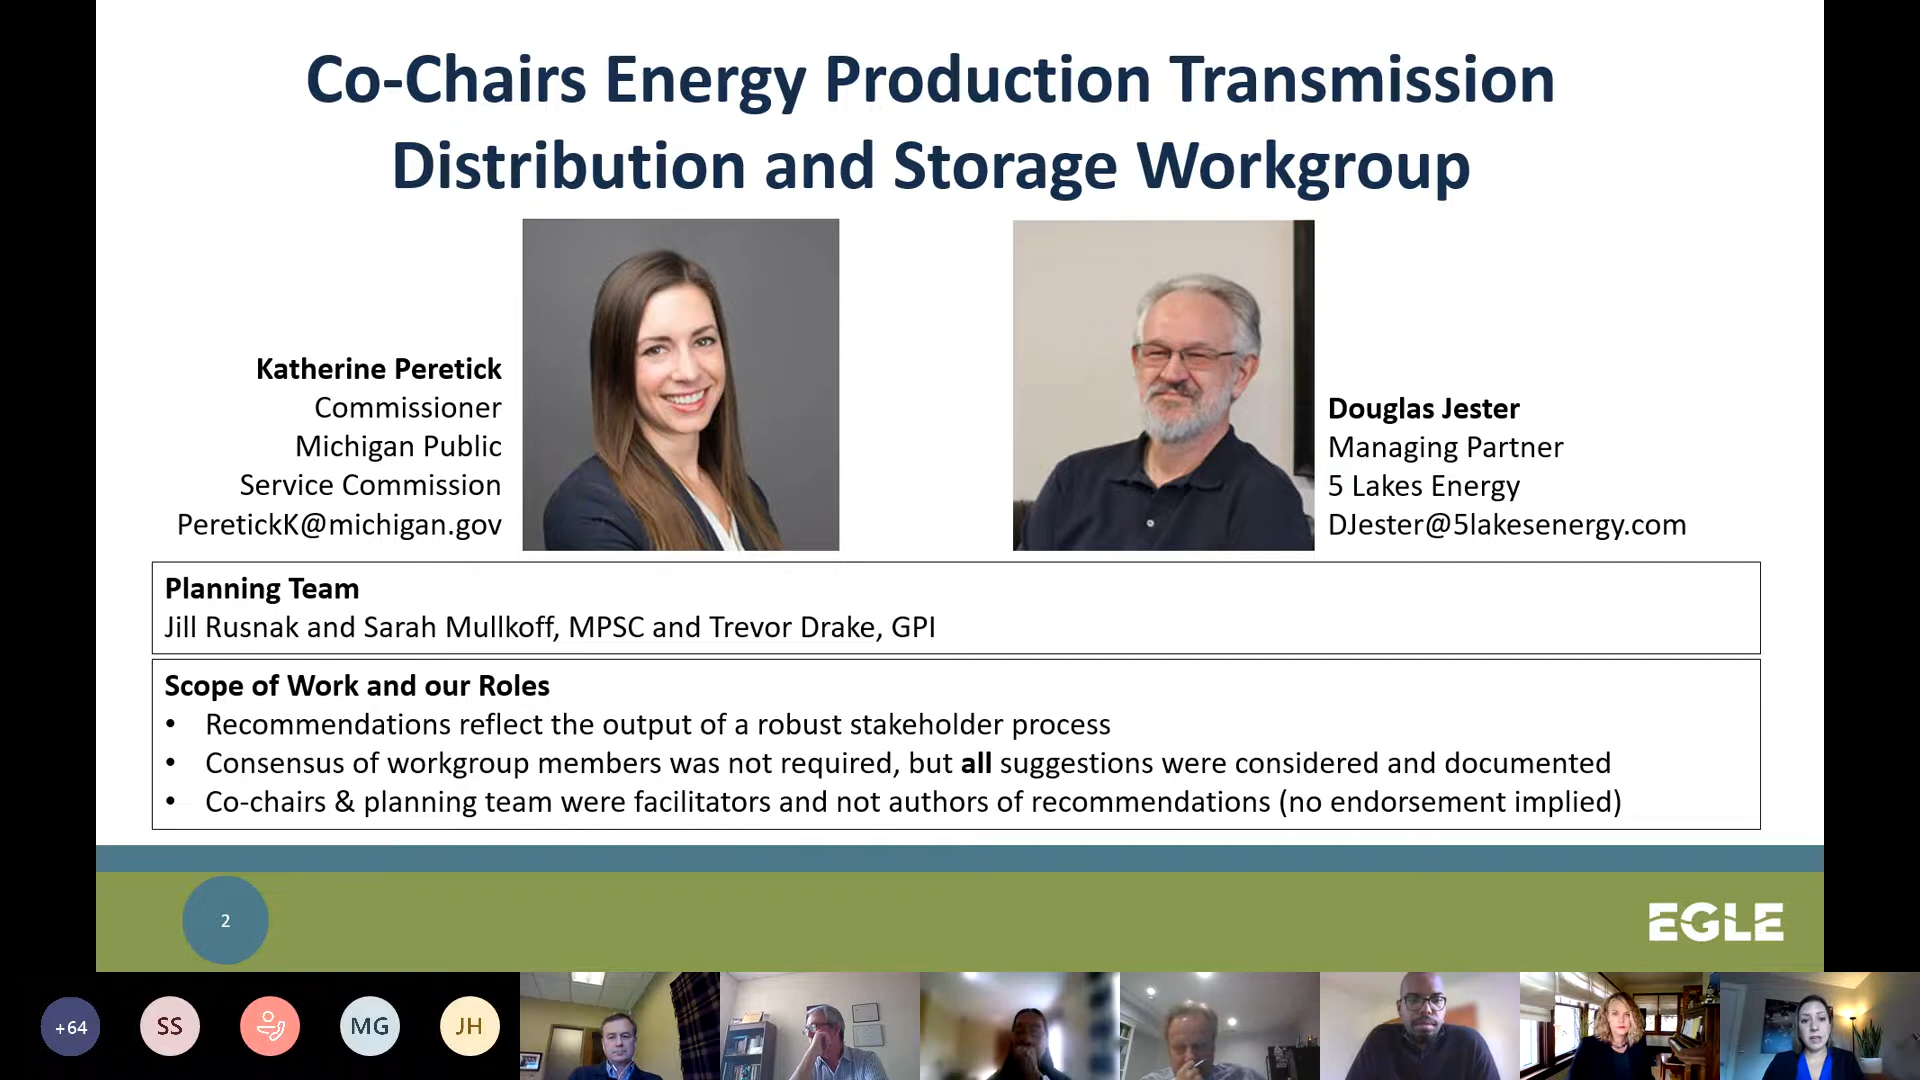 Co-Chairs Energy Production Transmission
Distribution and Storage Workgroup
Katherine Peretick
Commissioner
Michigan Public
Service Commission
PeretickK@michigan.gov
Douglas Jester
Managing Partner
5 Lakes Energy
DJester@5lakesenergy.com
Planning Team
Jill Rusnak and Sarah Mullkoff, MPSC and Trevor Drake, GPI
Scope of Work and our Roles
• Recommendations reflect the output of a robust stakeholder process
• Consensus of workgroup members was not required, but all suggestions were considered and documented
• Co-chairs & planning team were facilitators and not authors of recommendations (no endorsement implied)
2
EGLE
+64
SS
MG
JH